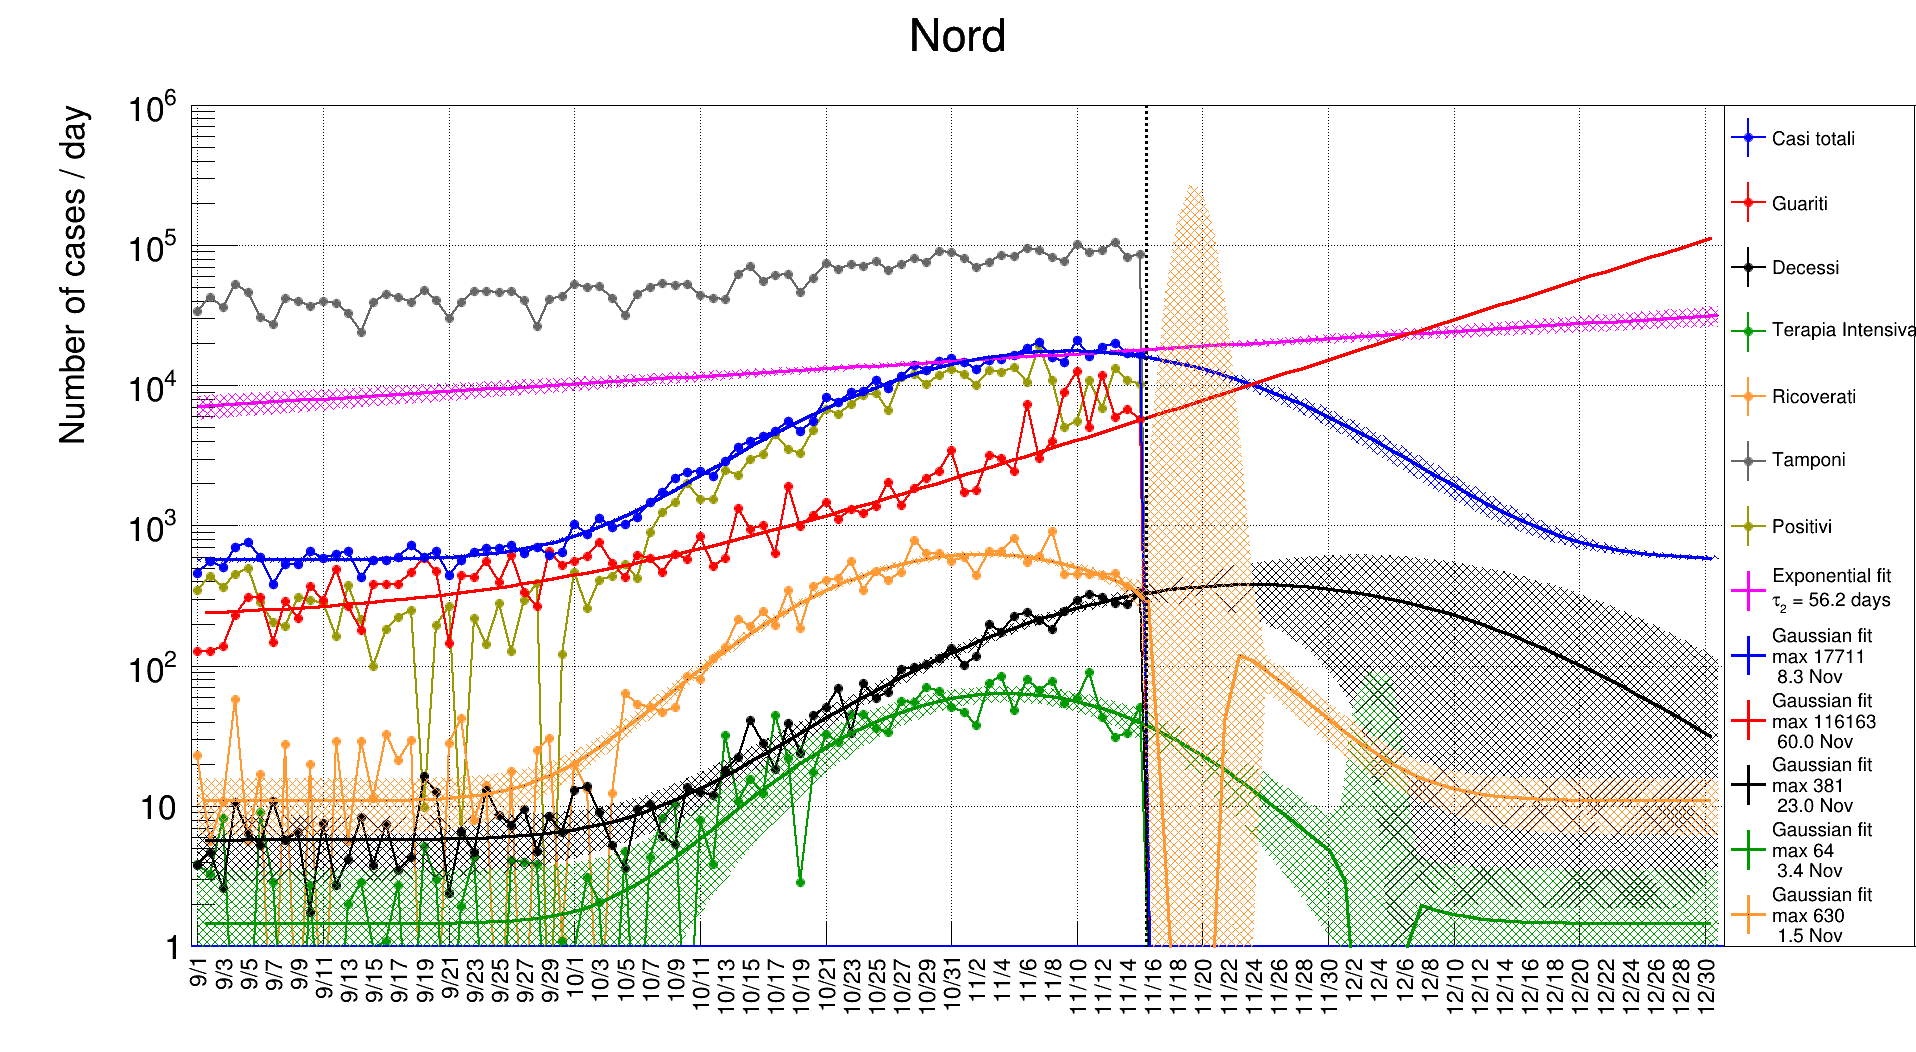 Nord
Number of cases / day
10^6
10^5
10^4
10^3
10^2
10
1
9/1
9/3
9/5
9/7
9/9
9/11
9/13
9/15
9/17
9/19
9/21
9/23
9/25
9/27
9/29
10/1
10/3
10/5
10/7
10/9
10/11
10/13
10/15
10/17
10/19
10/21
10/23
10/25
10/27
10/29
10/31
11/2
11/4
11/6
11/8
11/10
11/12
11/14
11/16
11/18
11/20
11/22
11/24
11/26
11/28
11/30
12/2
12/4
12/6
12/8
12/10
12/12
12/14
12/16
12/18
12/20
12/22
12/24
12/26
12/28
12/30
Casi totali
Guariti
Decessi
Terapia Intensiva
Ricoverati
Tamponi
Positivi
Exponential fit
τ₂ = 56.2 days
Gaussian fit
max 17711
8.3 Nov
Gaussian fit
max 116163
60.0 Nov
Gaussian fit
max 381
23.0 Nov
Gaussian fit
max 64
3.4 Nov
Gaussian fit
max 630
1.5 Nov